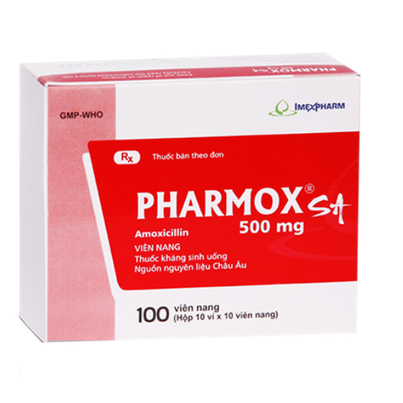 PHARMOX SA
IMEXPHARM
GMP-WHO
Rx Thuốc bán theo đơn
PHARMOX® SA
500 mg
Amoxicillin
VIÊN NANG
Thuốc kháng sinh uống
Nguồn nguyên liệu Châu Âu
100 viên nang
(Hộp 10 vỉ x 10 viên nang)